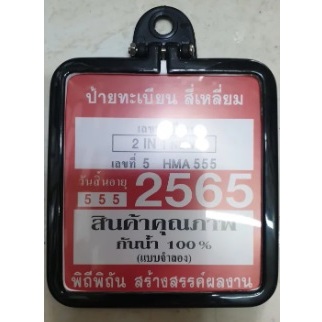 ป้ายทะเบียน สี่เหลี่ยม
2 IN
เลขที่ 5 HMA 555
วันสิ้นอายุ
5 5 5 2565
สินค้าคุณภาพ
กันน้ำ 100%
(แบบจำลอง)
พิถีพิถัน สร้างสรรค์ผลงาน